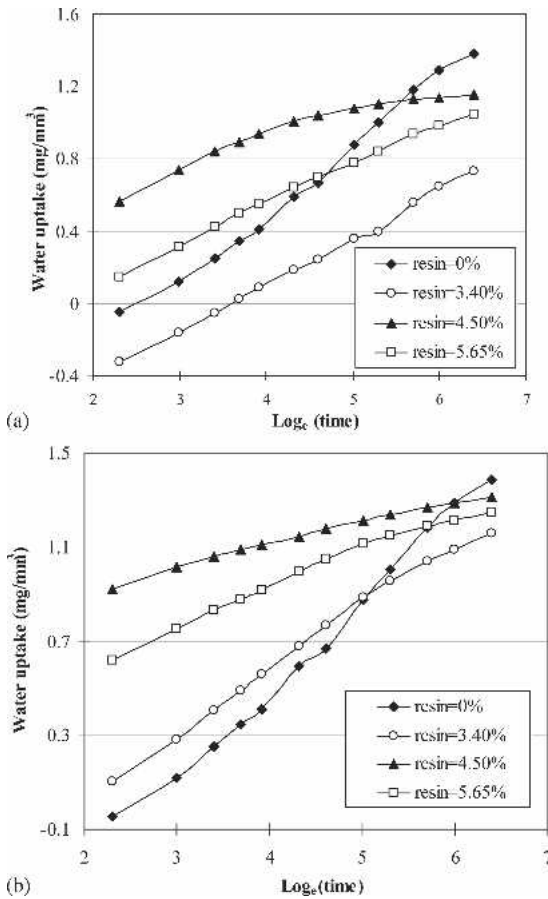 1.6
1.2
0.8
0.4
0
-0.4
Water uptake (mg/mm³)
resin=0%
resin=3.40%
resin=4.50%
resin=5.65%
2 3 4 5 6 7
(a)
Logₑ (time)
1.5
1.1
0.7
0.3
-0.1
Water uptake (mg/mm³)
resin=0%
resin=3.40%
resin=4.50%
resin=5.65%
2 3 4 5 6 7
(b)
Logₑ(time)